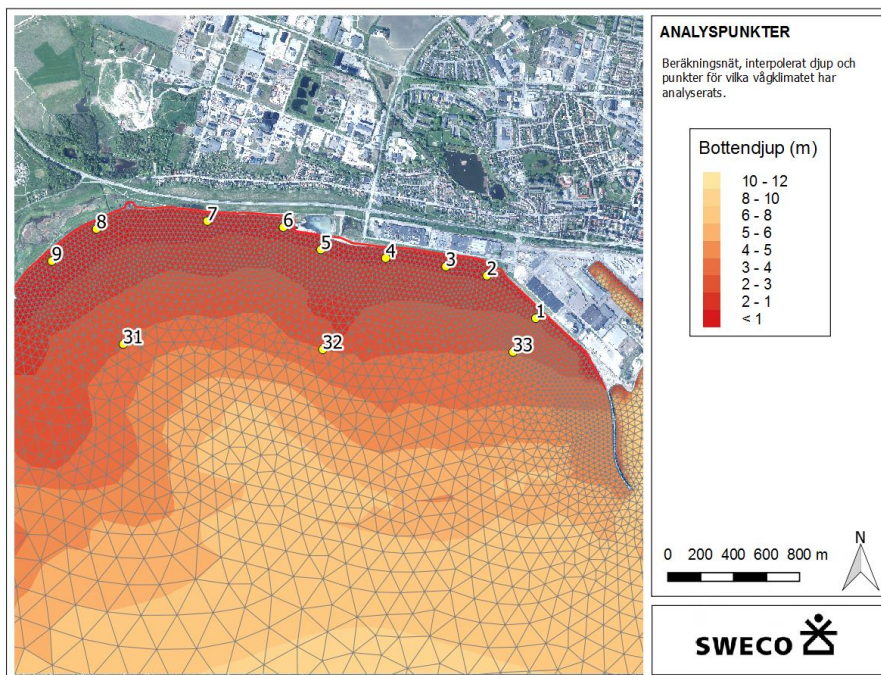 ANALYSPUNKTER
Beräkningsnät, interpolerat djup och
punkter för vilka vågklimatet har
analyserats.
Bottendjup (m)
10 - 12
8 - 10
6 - 8
5 - 6
4 - 5
3 - 4
2 - 3
2 - 1
< 1
9
8
7
6
5
4
3
2
1
31
32
33
N
0 200 400 600 800 m
SWECO